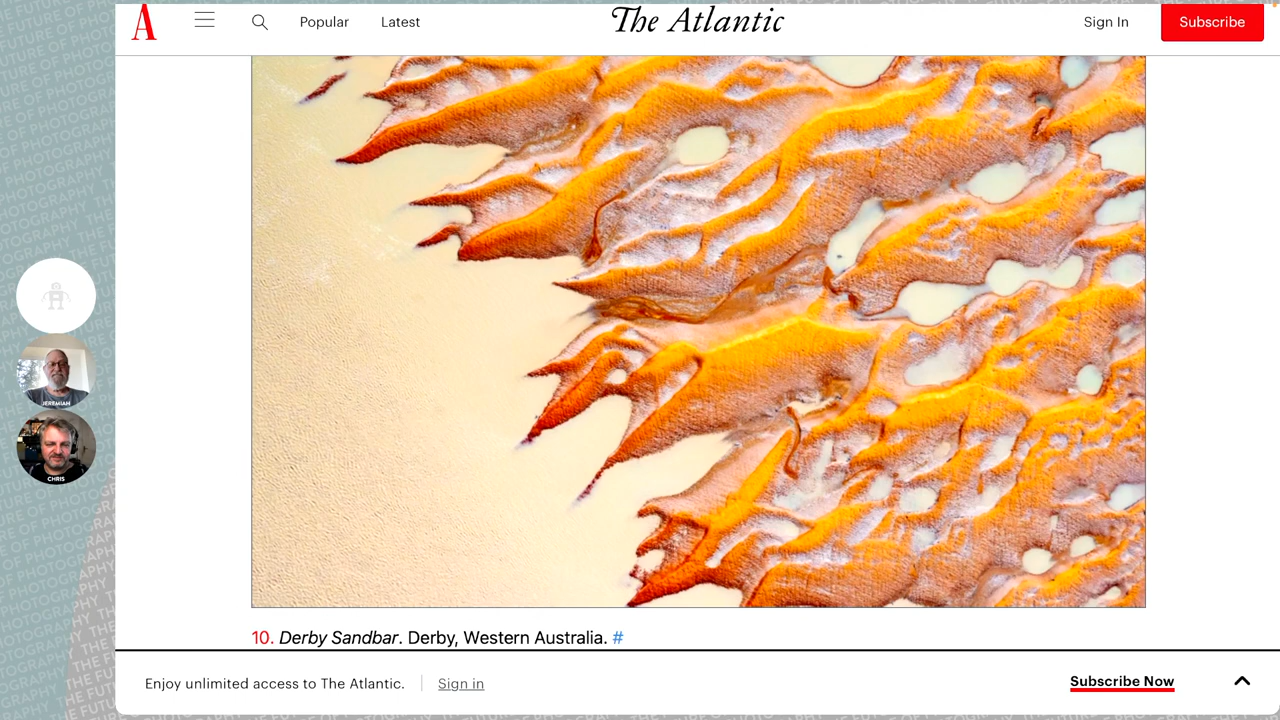 A
Popular
Latest
The Atlantic
Sign In
Subscribe
JEREMIAH
CHRIS
10. Derby Sandbar. Derby, Western Australia. #
Enjoy unlimited access to The Atlantic.
Sign in
Subscribe Now